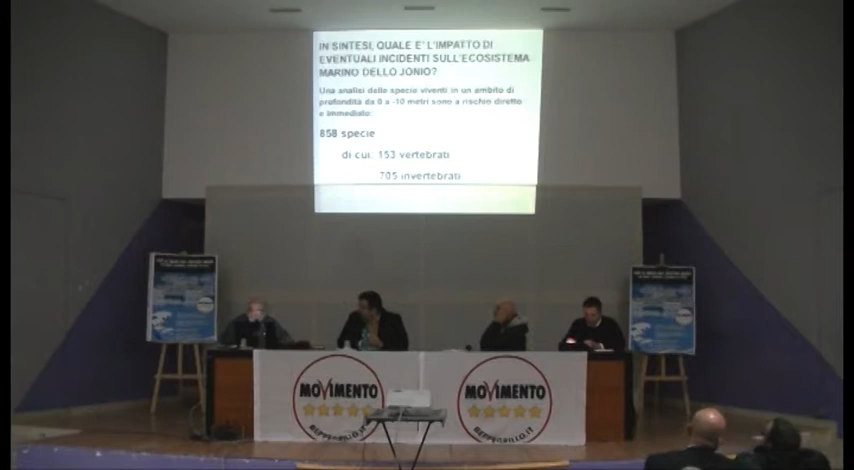 IN SINTESI, QUALE E' L'IMPATTO DI
EVENTUALI INCIDENTI SULL'ECOSISTEMA
MARINO DELLO JONIO?
Una analisi delle specie viventi in un ambito di
profondità da 0 a -10 metri sono a rischio diretto
e immediato:
858 specie
di cui: 153 vertebrati
705 invertebrati
MOVIMENTO
BEPPEGRILLO.IT
MOVIMENTO
BEPPEGRILLO.IT